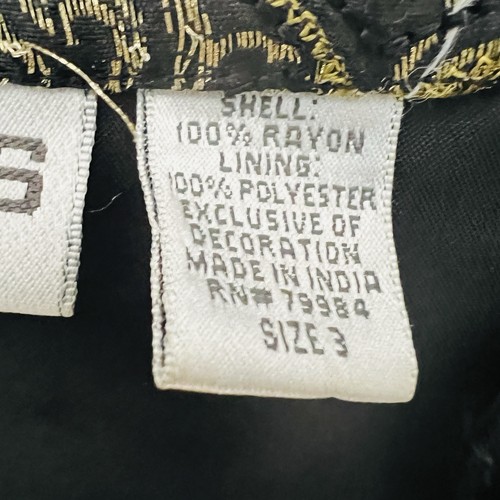 SHELL:
100% RAYON
LINING:
100% POLYESTER
EXCLUSIVE OF
DECORATION
MADE IN INDIA
RN# 79984
SIZE 3
S